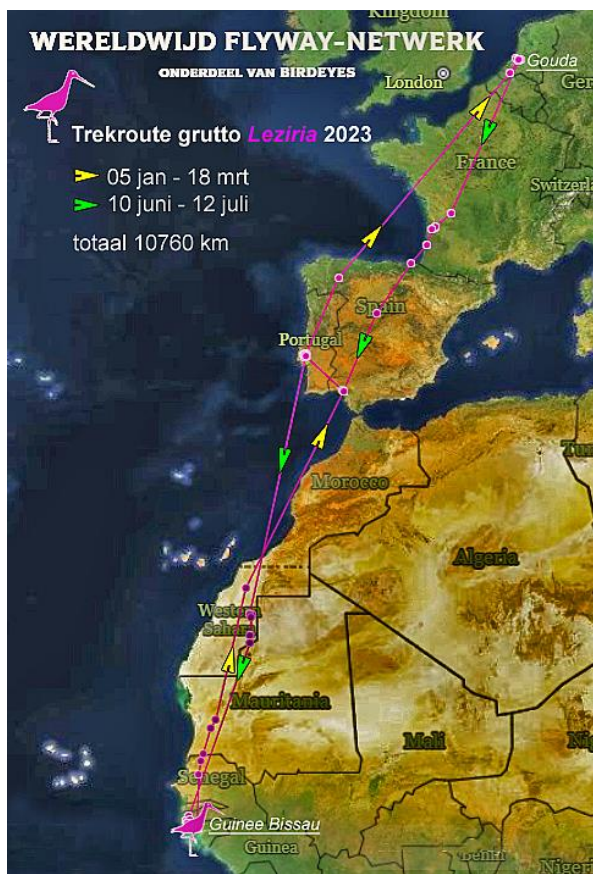 Kingdom
WERELDWIJD FLYWAY-NETWERK
ONDERDEEL VAN BIRDEYES
Gouda
London
Trekroute grutto Leziria 2023
05 jan - 18 mrt
10 juni - 12 juli
totaal 10760 km
France
Spain
Portugal
Morocco
Algeria
Western
Sahara
Mauritania
Mali
Senegal
Guinee Bissau
Guinea
Benin